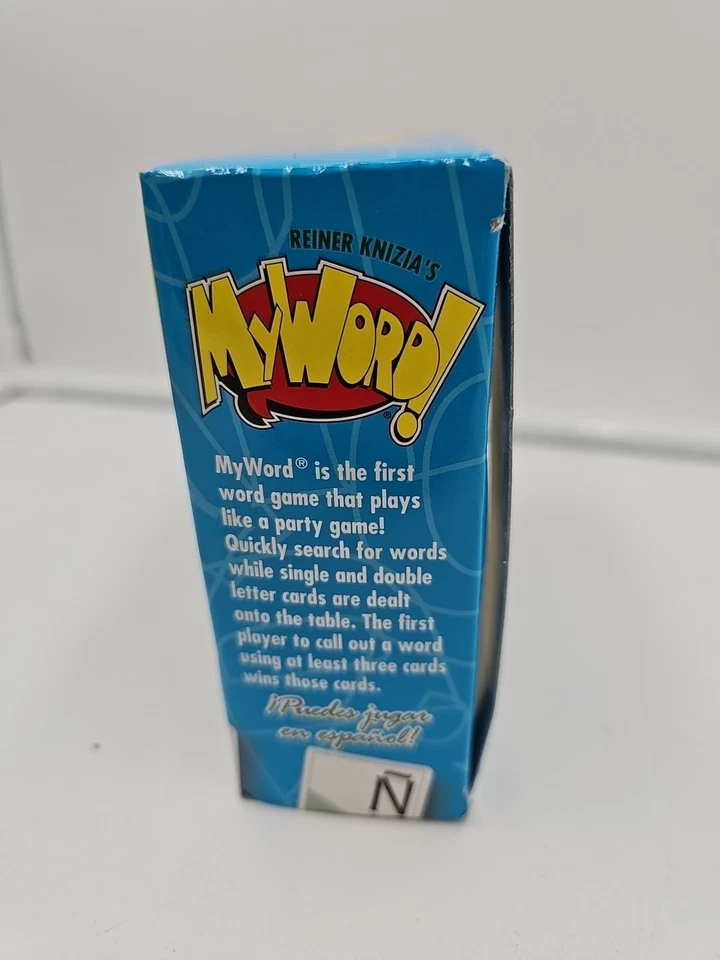 REINER KNIZIA'S
MYWORD!
®
MyWord® is the first
word game that plays
like a party game!
Quickly search for words
while single and double
letter cards are dealt
onto the table. The first
player to call out a word
using at least three cards
wins those cards.
¡Puedes jugar
en español!
Ñ